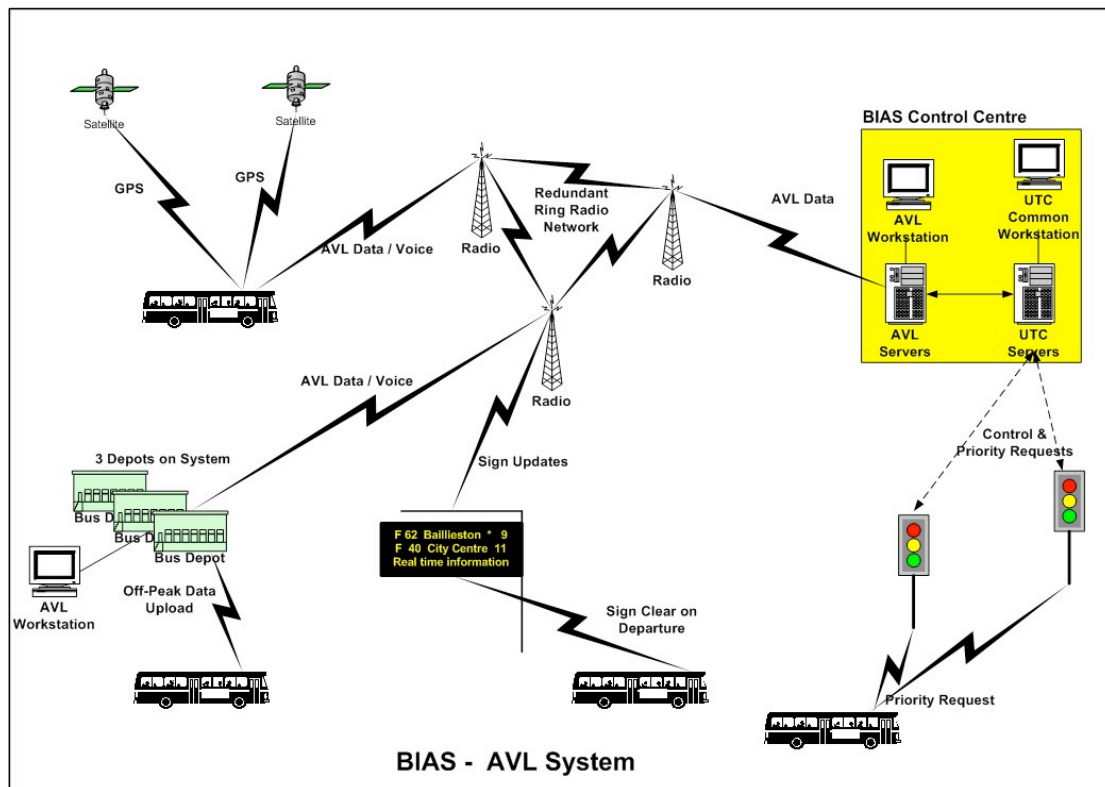 Satellite
Satellite
GPS
GPS
AVL Data / Voice
Radio
Redundant
Ring Radio
Network
Radio
AVL Data
BIAS Control Centre
AVL
Workstation
UTC
Common
Workstation
AVL
Servers
UTC
Servers
AVL Data / Voice
Radio
Sign Updates
Control &
Priority Requests
3 Depots on System
Bus D
Bus D
Bus Depot
AVL
Workstation
Off-Peak Data
Upload
F 62 Baillieston * 9
F 40 City Centre 11
Real time information
Sign Clear on
Departure
Priority Request
BIAS - AVL System